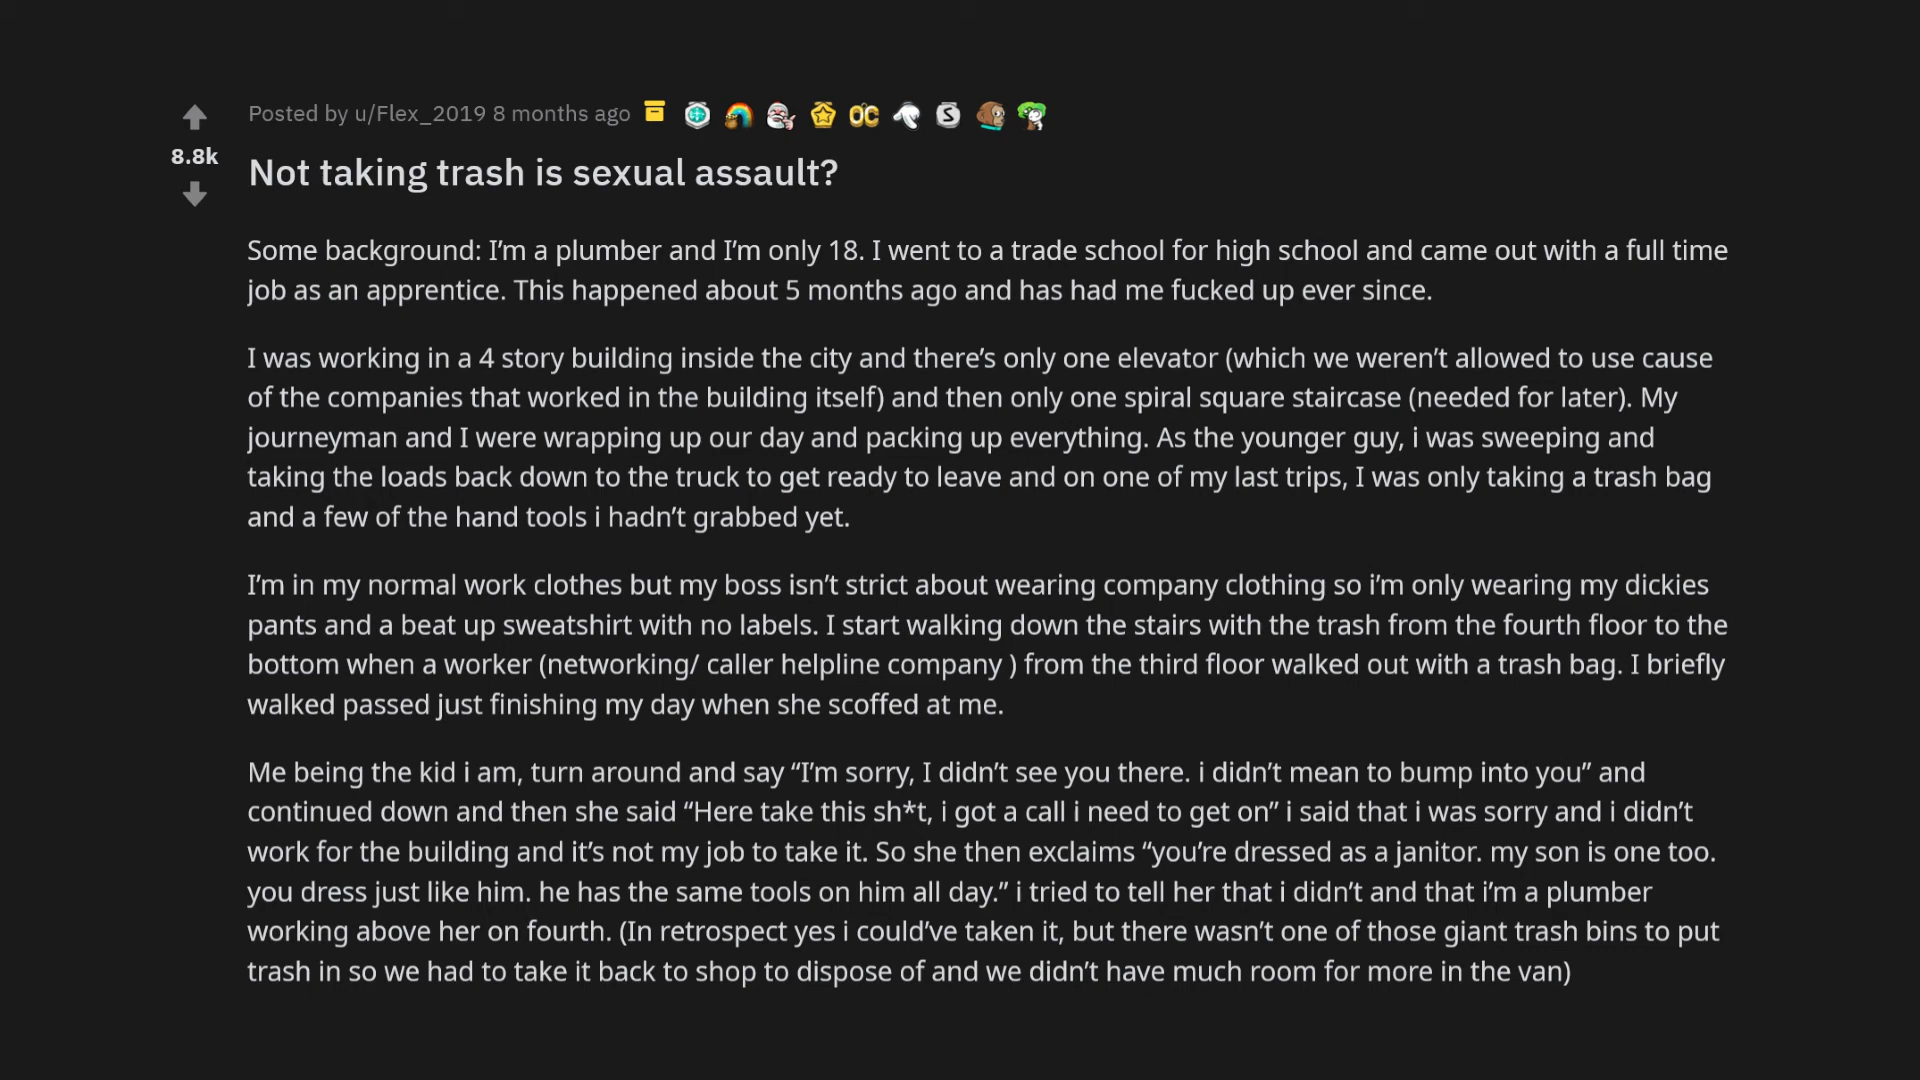 Posted by u/Flex_2019 8 months ago
8.8k
Not taking trash is sexual assault?
Some background: I’m a plumber and I’m only 18. I went to a trade school for high school and came out with a full time
job as an apprentice. This happened about 5 months ago and has had me fucked up ever since.
I was working in a 4 story building inside the city and there’s only one elevator (which we weren’t allowed to use cause
of the companies that worked in the building itself) and then only one spiral square staircase (needed for later). My
journeyman and I were wrapping up our day and packing up everything. As the younger guy, i was sweeping and
taking the loads back down to the truck to get ready to leave and on one of my last trips, I was only taking a trash bag
and a few of the hand tools i hadn’t grabbed yet.
I’m in my normal work clothes but my boss isn’t strict about wearing company clothing so i’m only wearing my dickies
pants and a beat up sweatshirt with no labels. I start walking down the stairs with the trash from the fourth floor to the
bottom when a worker (networking/ caller helpline company ) from the third floor walked out with a trash bag. I briefly
walked passed just finishing my day when she scoffed at me.
Me being the kid i am, turn around and say “I’m sorry, I didn’t see you there. i didn’t mean to bump into you” and
continued down and then she said “Here take this sh*t, i got a call i need to get on” i said that i was sorry and i didn’t
work for the building and it’s not my job to take it. So she then exclaims “you’re dressed as a janitor. my son is one too.
you dress just like him. he has the same tools on him all day.” i tried to tell her that i didn’t and that i’m a plumber
working above her on fourth. (In retrospect yes i could’ve taken it, but there wasn’t one of those giant trash bins to put
trash in so we had to take it back to shop to dispose of and we didn’t have much room for more in the van)